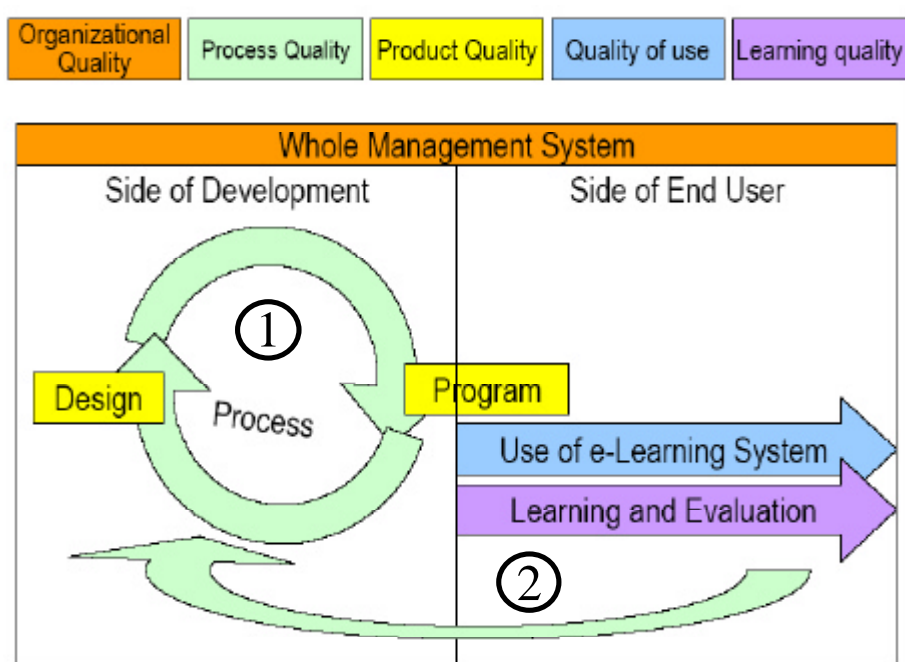 Organizational
Quality
Process Quality
Product Quality
Quality of use
Learning quality
Whole Management System
Side of Development
Side of End User
①
Design
Program
Process
Use of e-Learning System
Learning and Evaluation
②